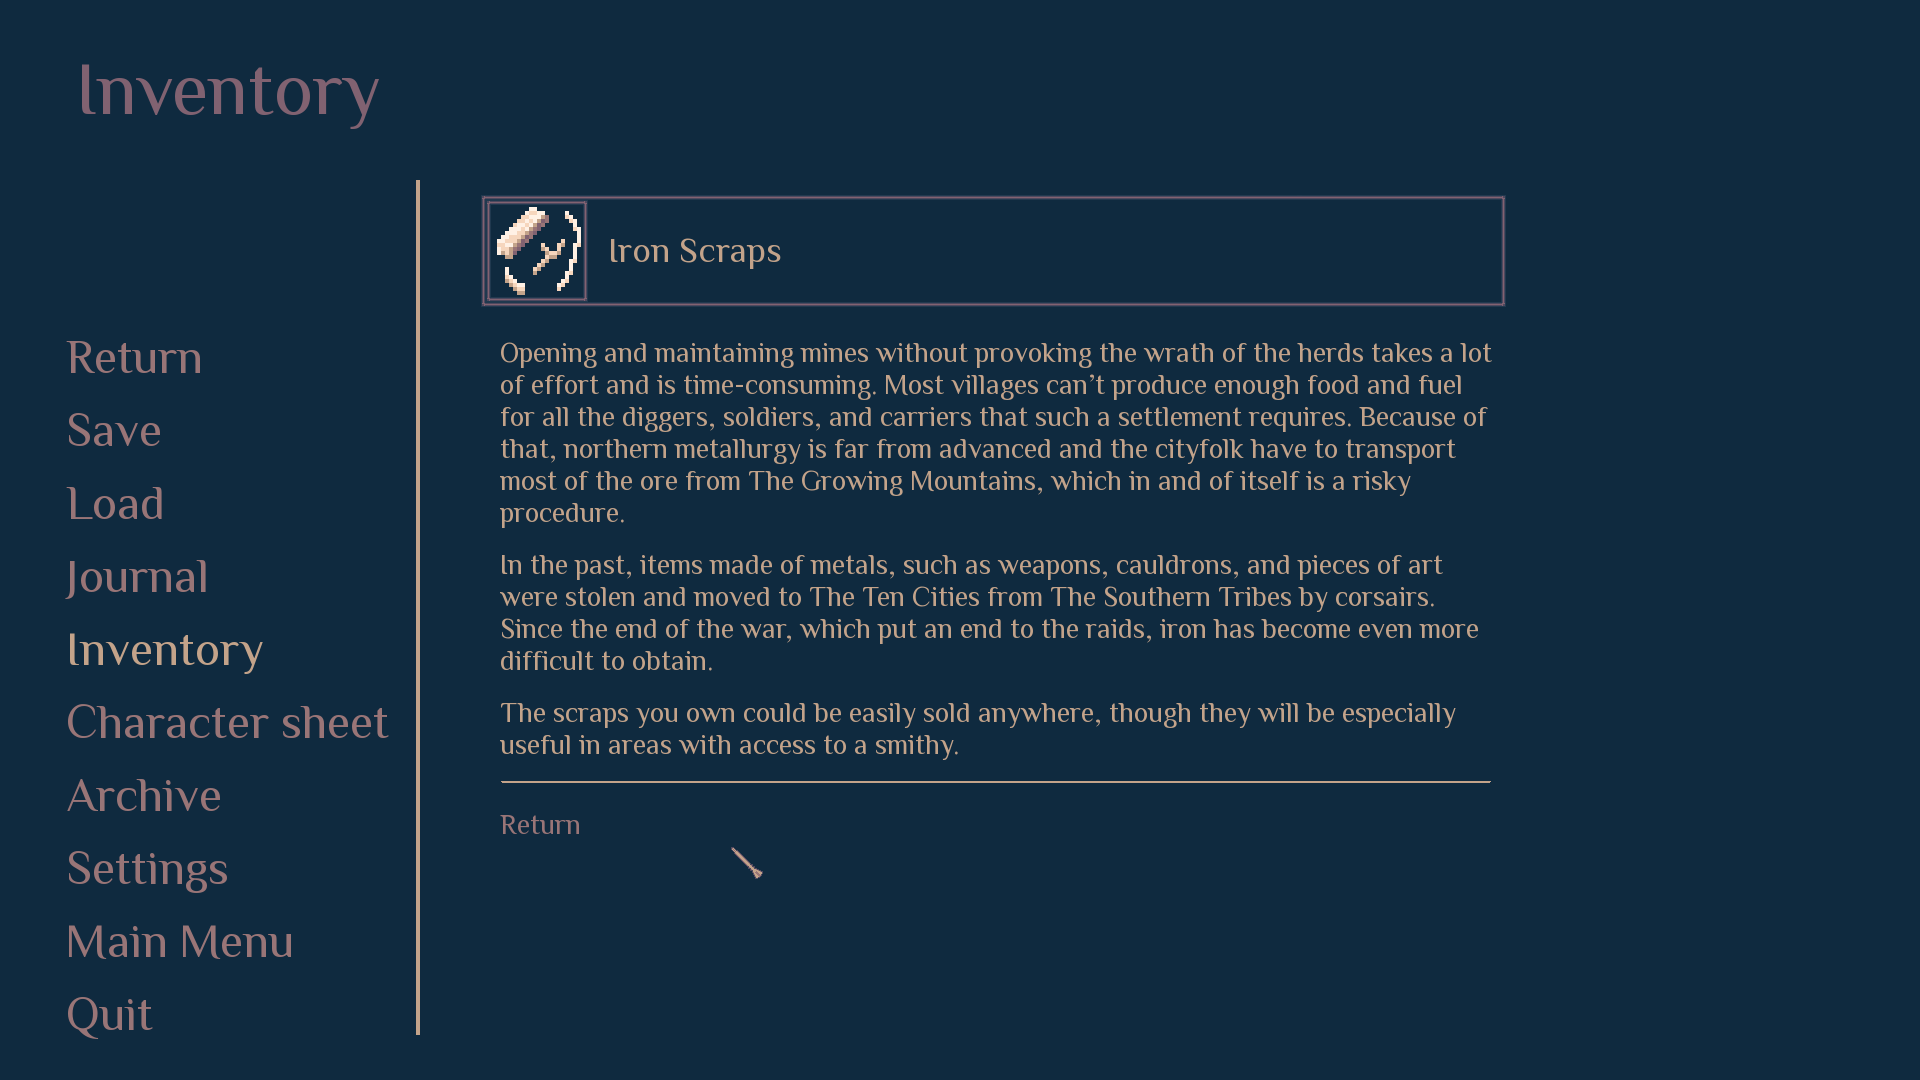 Inventory
Return
Save
Load
Journal
Inventory
Character sheet
Archive
Settings
Main Menu
Quit
Iron Scraps
Opening and maintaining mines without provoking the wrath of the herds takes a lot
of effort and is time-consuming. Most villages can’t produce enough food and fuel
for all the diggers, soldiers, and carriers that such a settlement requires. Because of
that, northern metallurgy is far from advanced and the cityfolk have to transport
most of the ore from The Growing Mountains, which in and of itself is a risky
procedure.
In the past, items made of metals, such as weapons, cauldrons, and pieces of art
were stolen and moved to The Ten Cities from The Southern Tribes by corsairs.
Since the end of the war, which put an end to the raids, iron has become even more
difficult to obtain.
The scraps you own could be easily sold anywhere, though they will be especially
useful in areas with access to a smithy.
Return